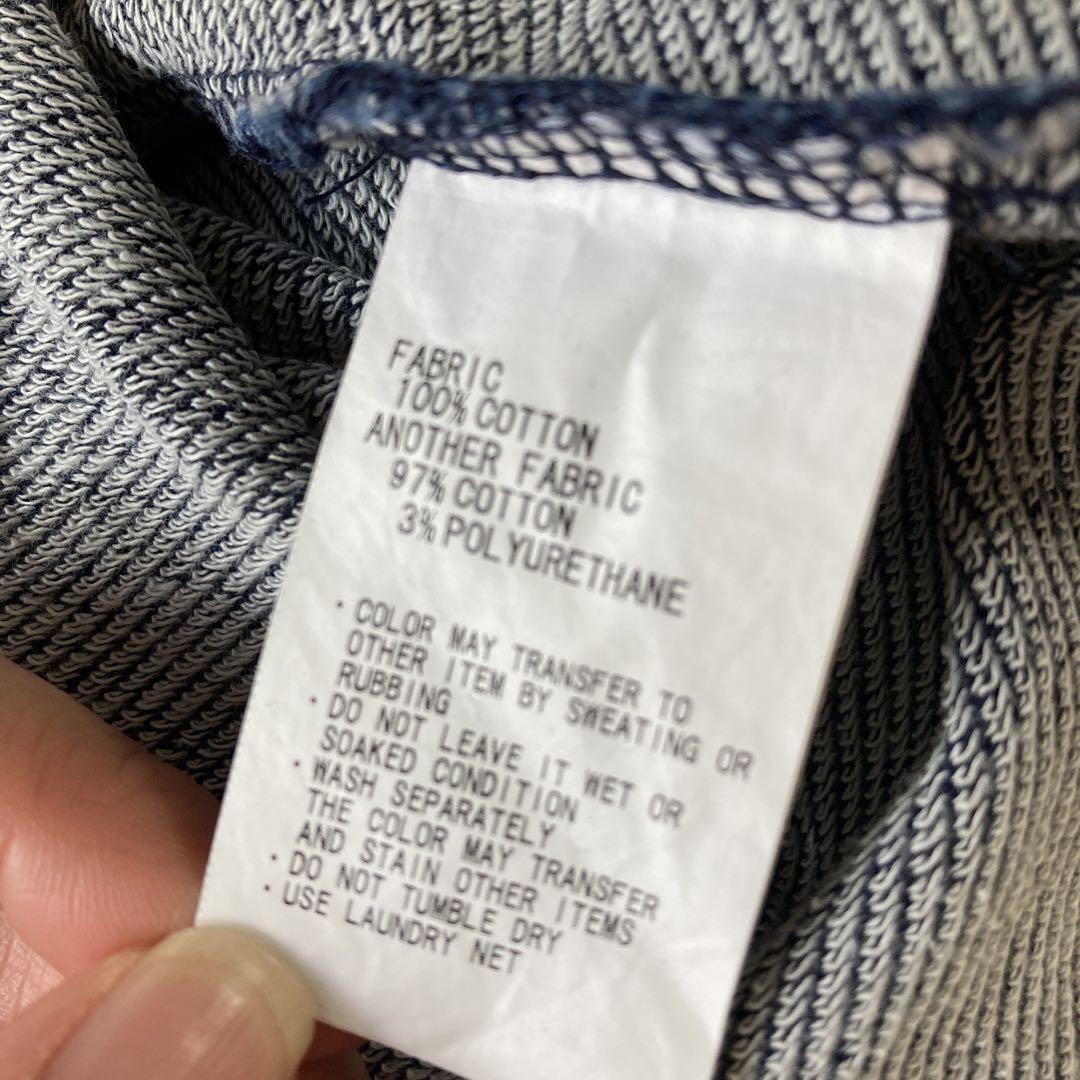 FABRIC
100% COTTON
ANOTHER FABRIC
97% COTTON
3% POLYURETHANE
・COLOR MAY TRANSFER TO
OTHER ITEM BY SWEATING OR
RUBBING
・DO NOT LEAVE IT WET OR
SOAKED CONDITION
・WASH SEPARATELY
THE COLOR MAY TRANSFER
AND STAIN OTHER ITEMS
・DO NOT TUMBLE DRY
・USE LAUNDRY NET